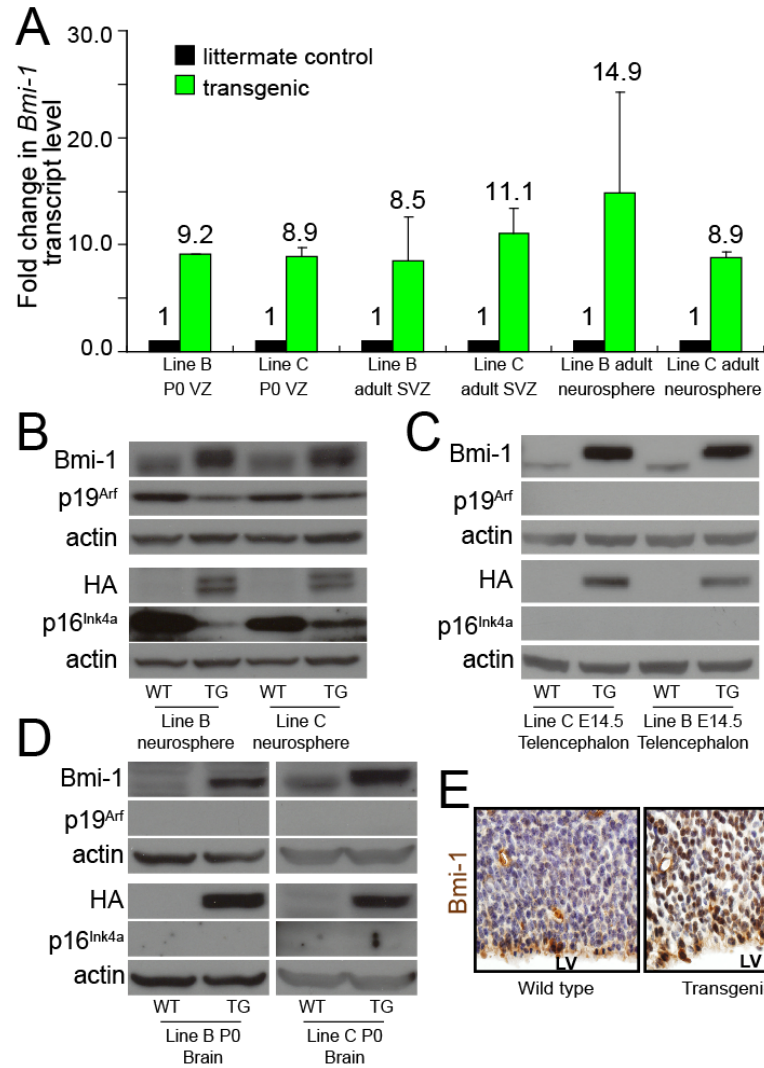 A
30.0
20.0
10.0
0.0
Fold change in Bmi-1
transcript level
littermate control
transgenic
1 9.2
1 8.9
1 8.5
1 11.1
1 14.9
1 8.9
Line B
P0 VZ
Line C
P0 VZ
Line B
adult SVZ
Line C
adult SVZ
Line B adult
neurosphere
Line C adult
neurosphere
B
Bmi-1
p19Arf
actin
HA
p16Ink4a
actin
WT TG WT TG
Line B
neurosphere
Line C
neurosphere
C
Bmi-1
p19Arf
actin
HA
p16Ink4a
actin
WT TG WT TG
Line C E14.5
Telencephalon
Line B E14.5
Telencephalon
D
Bmi-1
p19Arf
actin
HA
p16Ink4a
actin
WT TG WT TG
Line B P0
Brain
Line C P0
Brain
E
Bmi-1
LV
LV
Wild type
Transgeni